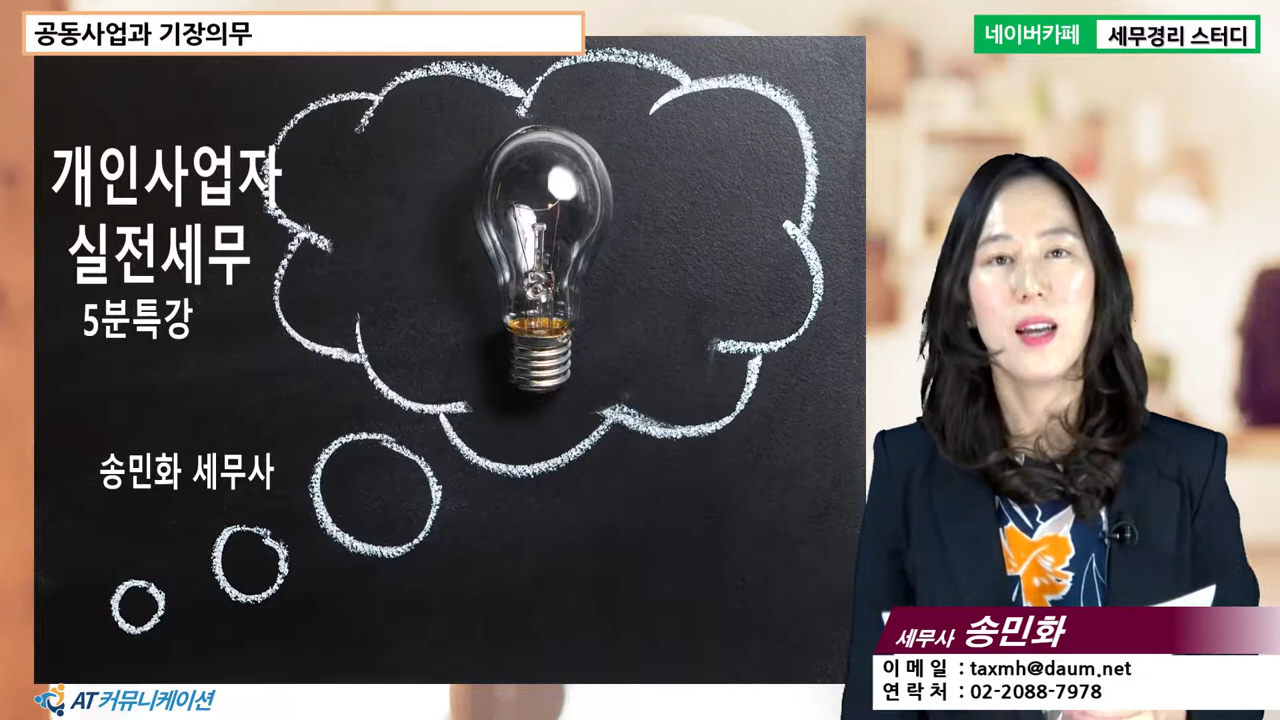 공동사업과 기장의무
네이버카페 세무경리 스터디
개인사업자
실전세무
5분특강
송민화 세무사
세무사 송민화
이메일 : taxmh@daum.net
연락처 : 02-2088-7978
AT커뮤니케이션